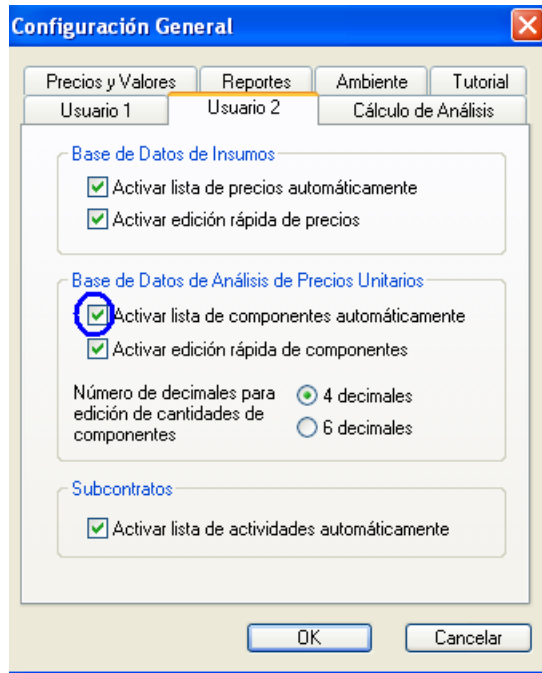 Configuración General
Precios y Valores Reportes Ambiente Tutorial
Usuario 1 Usuario 2 Cálculo de Análisis
Base de Datos de Insumos
Activar lista de precios automáticamente
Activar edición rápida de precios
Base de Datos de Análisis de Precios Unitarios
Activar lista de componentes automáticamente
Activar edición rápida de componentes
Número de decimales para
edición de cantidades de
componentes
4 decimales
6 decimales
Subcontratos
Activar lista de actividades automáticamente
OK Cancelar